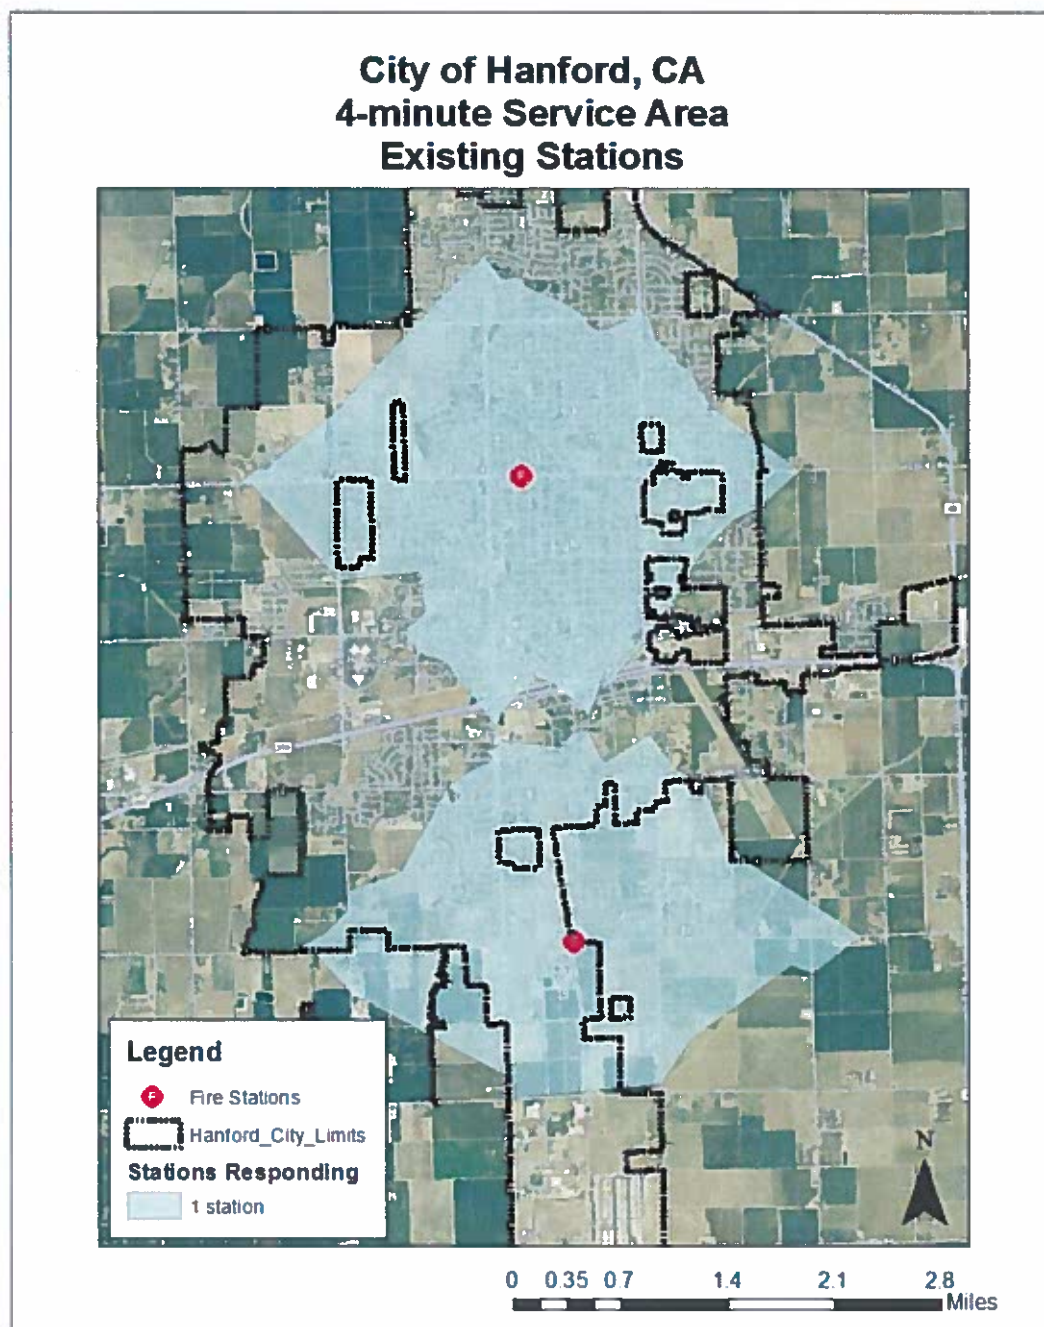 City of Hanford, CA
4-minute Service Area
Existing Stations
Legend
F Fire Stations
Hanford_City_Limits
Stations Responding
1 station
N
0 0.35 0.7 1.4 2.1 2.8
Miles